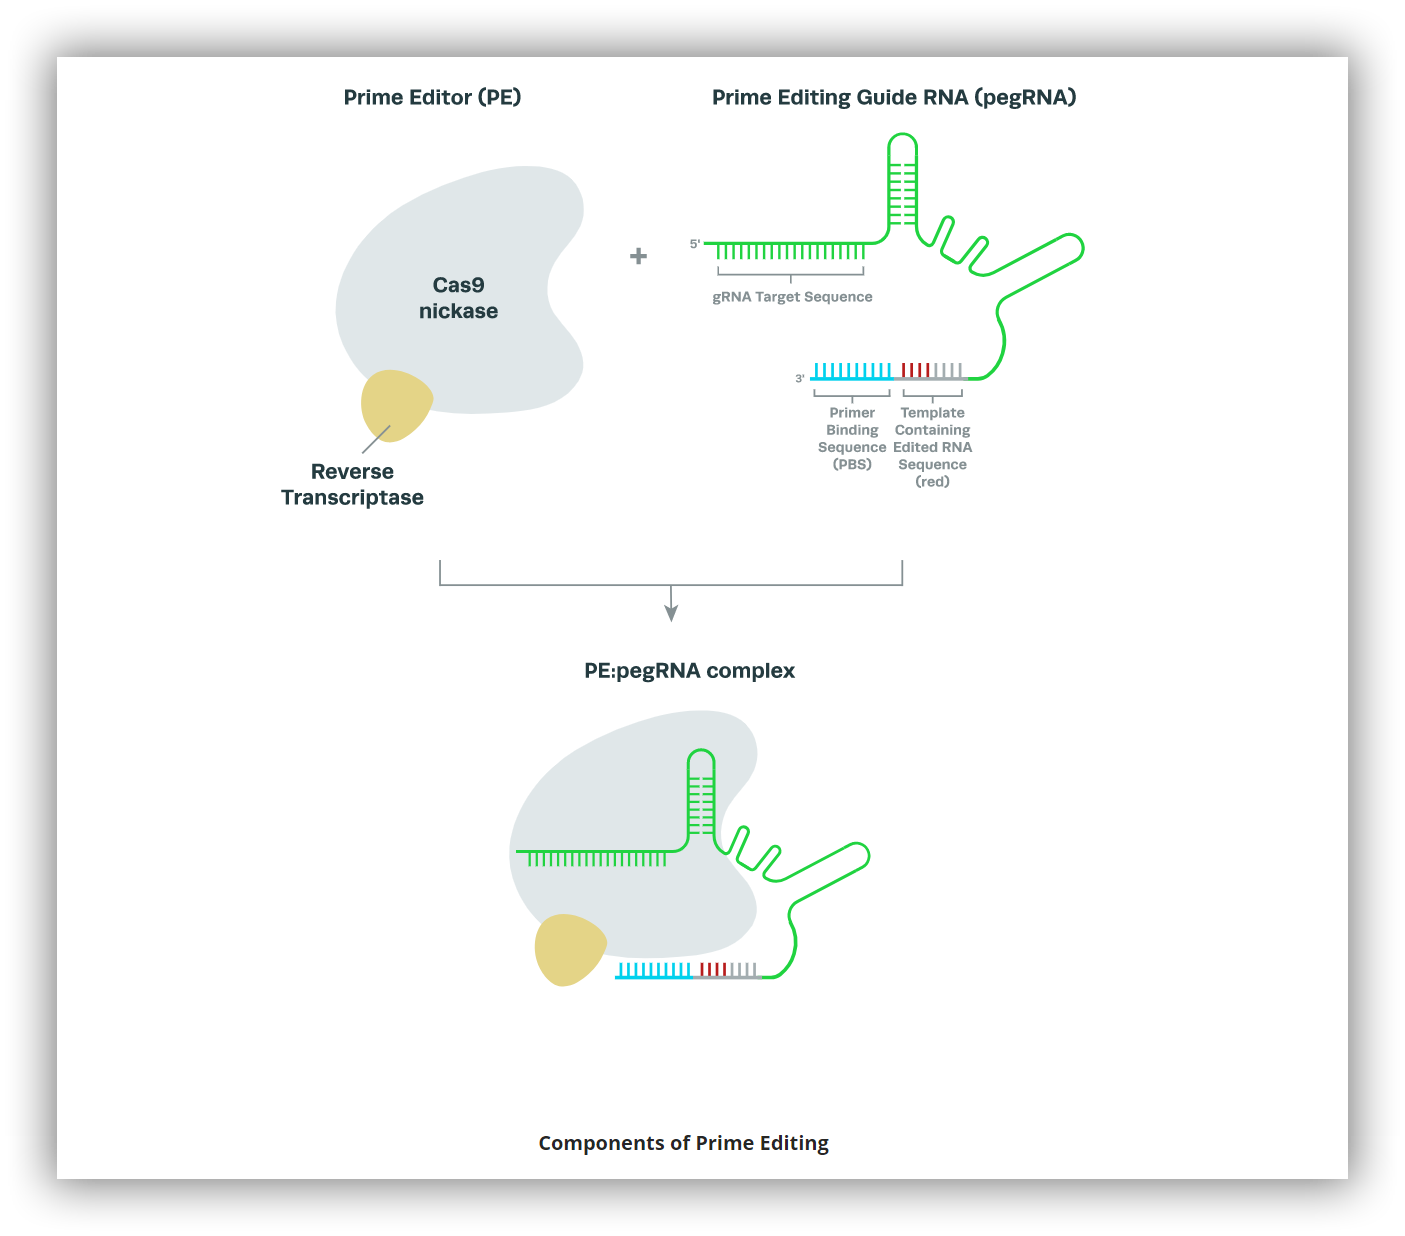 Prime Editor (PE)
Prime Editing Guide RNA (pegRNA)
Cas9
nickase
Reverse
Transcriptase
+
5'
gRNA Target Sequence
3'
Primer
Binding
Sequence
(PBS)
Template
Containing
Edited RNA
Sequence
(red)
PE:pegRNA complex
Components of Prime Editing